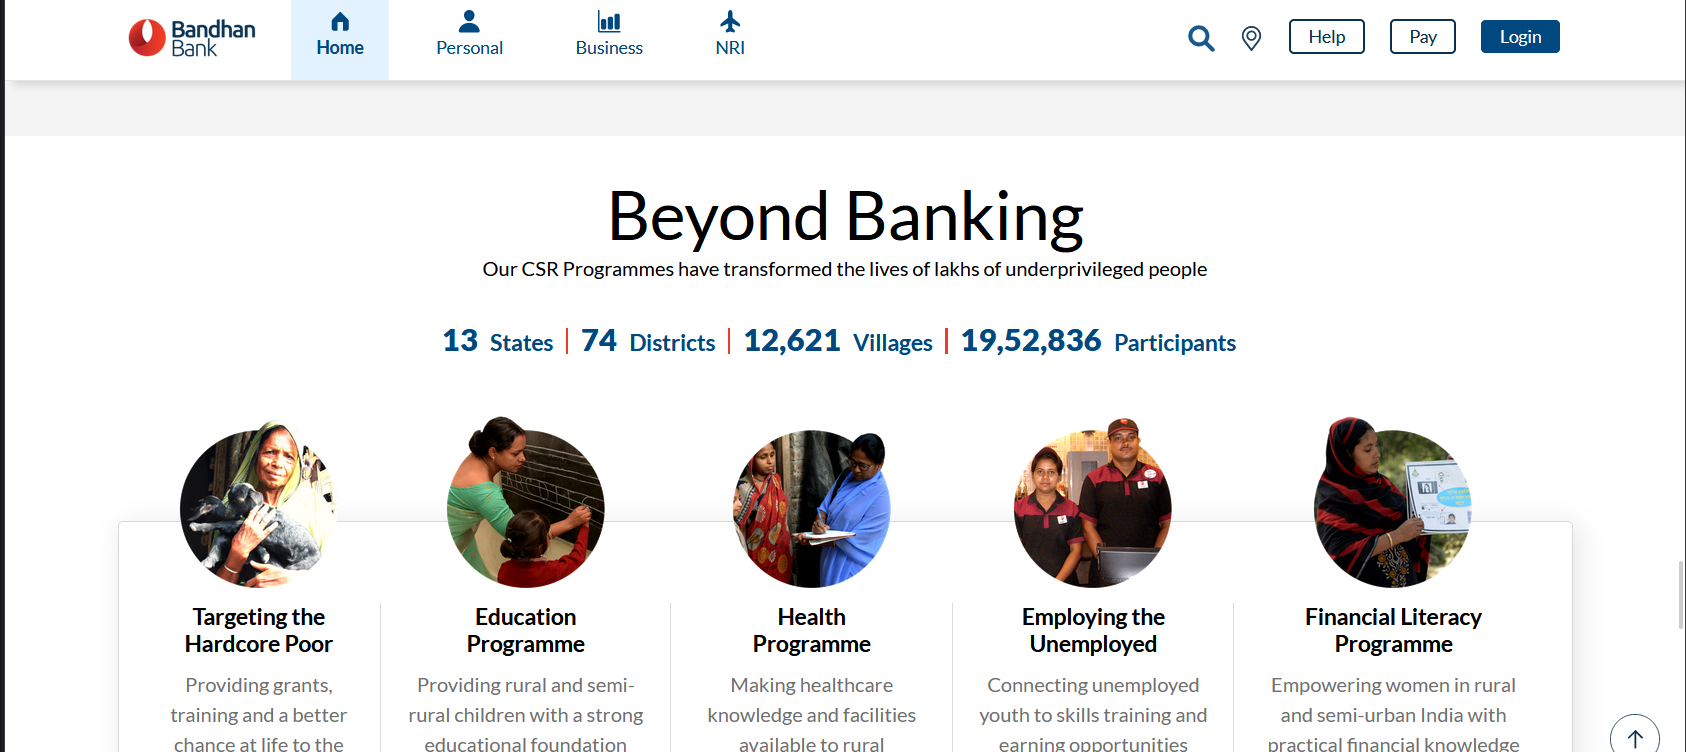 Bandhan
Bank
Home
Personal
Business
NRI
Help
Pay
Login
Beyond Banking
Our CSR Programmes have transformed the lives of lakhs of underprivileged people
13 States | 74 Districts | 12,621 Villages | 19,52,836 Participants
Targeting the
Hardcore Poor
Providing grants,
training and a better
chance at life to the
Education
Programme
Providing rural and semi-
rural children with a strong
educational foundation
Health
Programme
Making healthcare
knowledge and facilities
available to rural
Employing the
Unemployed
Connecting unemployed
youth to skills training and
earning opportunities
Financial Literacy
Programme
Empowering women in rural
and semi-urban India with
practical financial knowledge